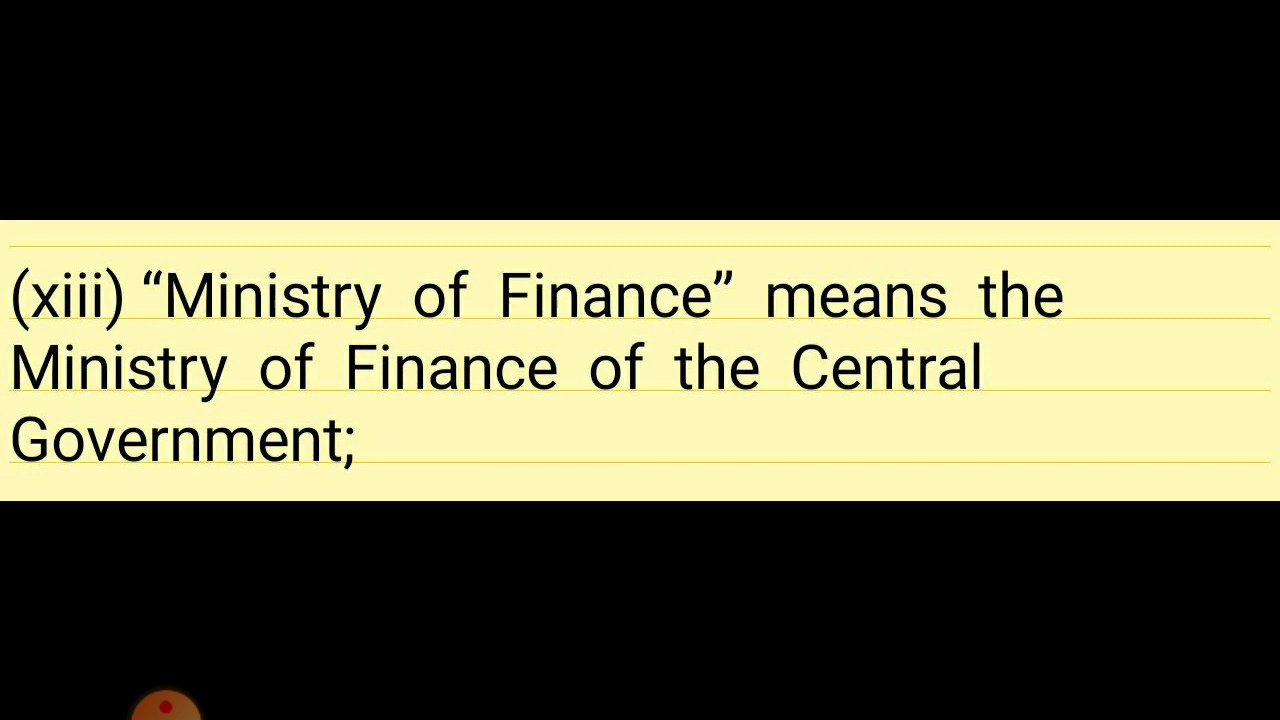 (xiii) “Ministry of Finance” means the
Ministry of Finance of the Central
Government;